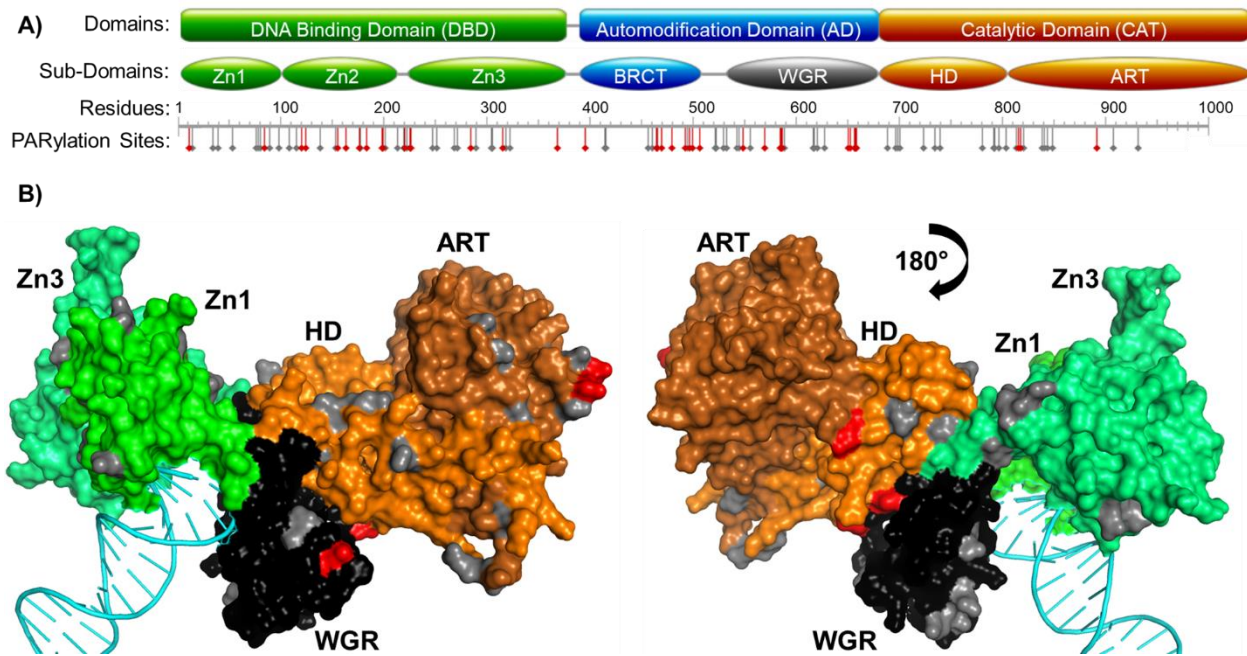 A)
Domains: DNA Binding Domain (DBD) Automodification Domain (AD) Catalytic Domain (CAT)
Sub-Domains: Zn1 Zn2 Zn3 BRCT WGR HD ART
Residues: 1 100 200 300 400 500 600 700 800 900 1000
PARylation Sites:
B)
ART ART
180°
Zn3 Zn3
Zn1 HD HD Zn1
WGR WGR